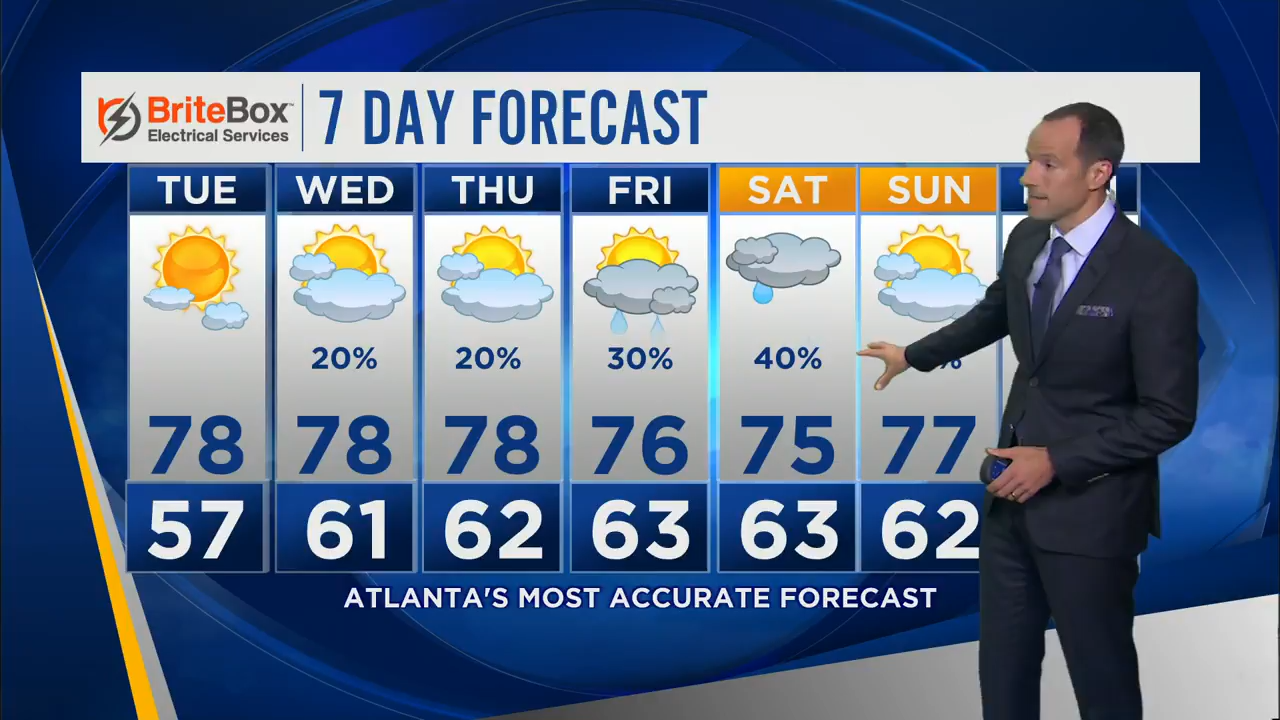 BriteBox™
Electrical Services
7 DAY FORECAST
TUE WED THU FRI SAT SUN
20% 20% 30% 40%
78 78 78 76 75 77
57 61 62 63 63 62
ATLANTA'S MOST ACCURATE FORECAST